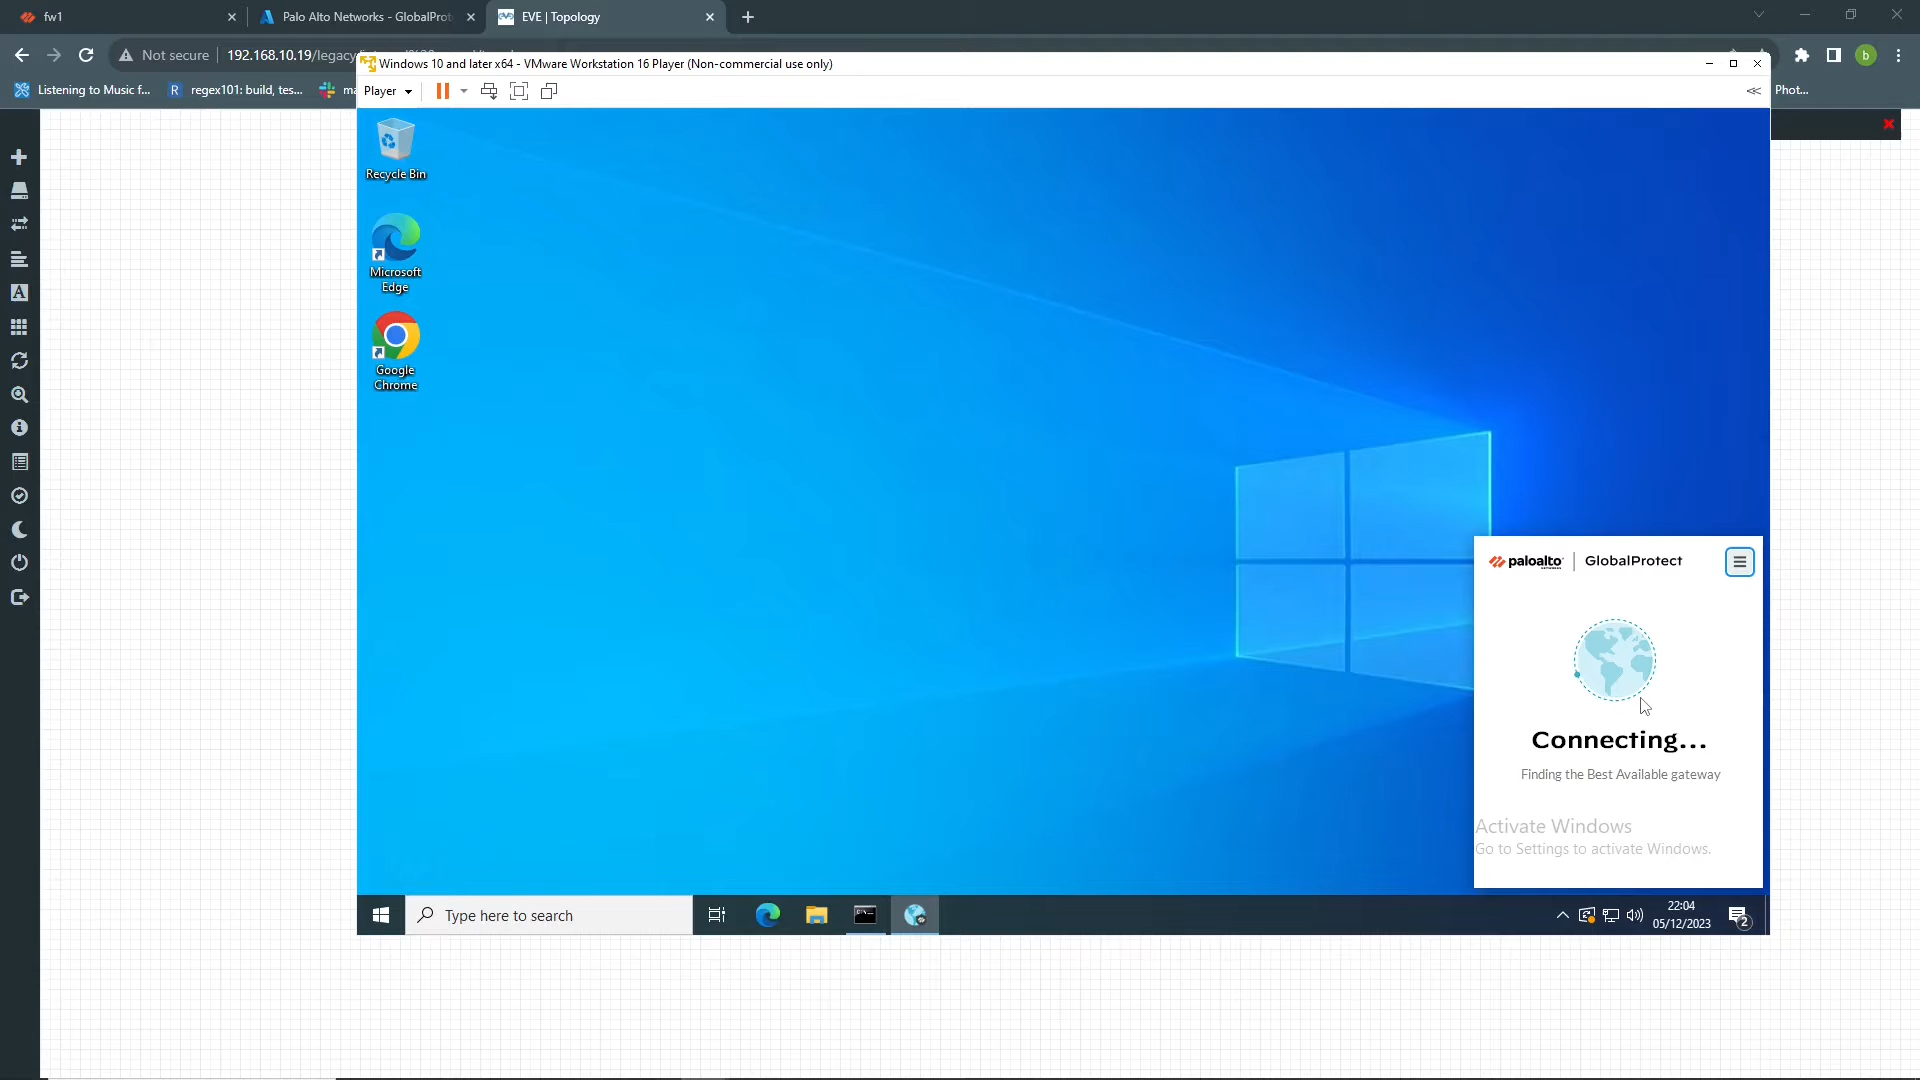 fw1
Palo Alto Networks - GlobalProt
EVE | Topology
Not secure
192.168.10.19/legacy
Listening to Music f...
R
regex101: build, tes...
Phot...
b
Windows 10 and later x64 - VMware Workstation 16 Player (Non-commercial use only)
Player
Recycle Bin
Microsoft
Edge
Google
Chrome
paloalto
NETWORKS
GlobalProtect
Connecting...
Finding the Best Available gateway
Activate Windows
Go to Settings to activate Windows.
Type here to search
22:04
05/12/2023
2